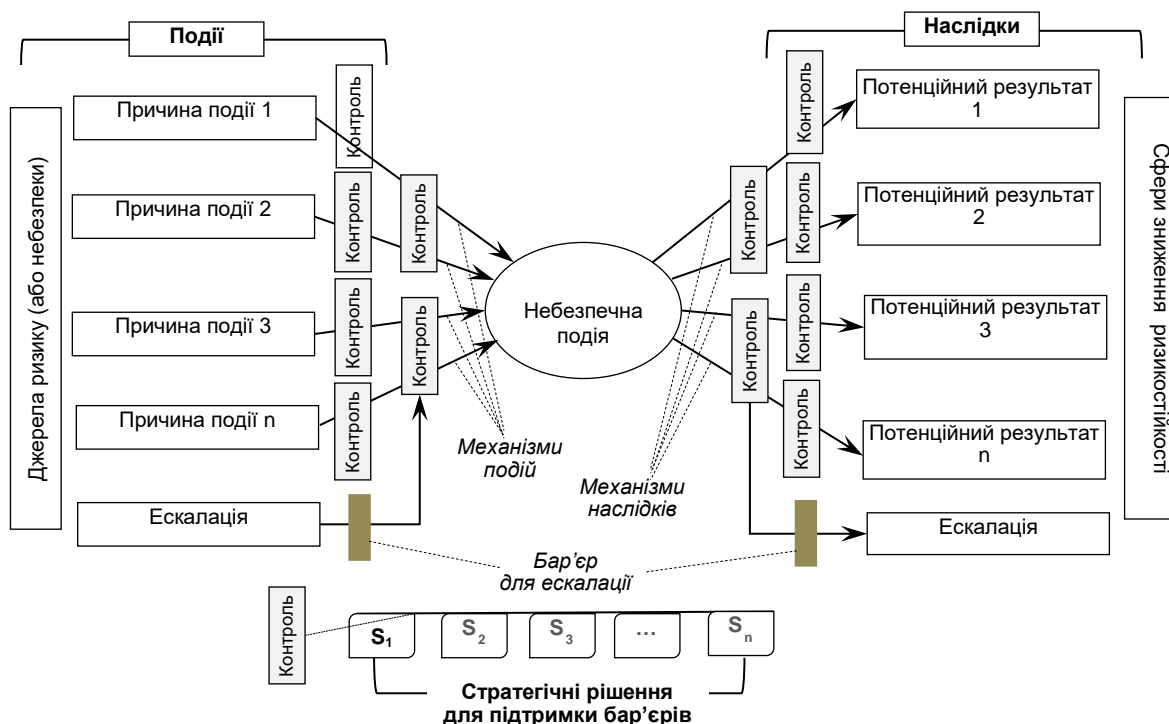 Події
Наслідки
Джерела ризику (або небезпеки)
Причина події 1
Причина події 2
Причина події 3
Причина події n
Ескалація
Контроль
Контроль
Контроль
Контроль
Контроль
Контроль
Небезпечна
подія
Механізми
подій
Механізми
наслідків
Контроль
Контроль
Контроль
Контроль
Контроль
Контроль
Потенційний результат
1
Потенційний результат
2
Потенційний результат
3
Потенційний результат
n
Ескалація
Сфери зниження ризикостійкості
Бар’єр
для ескалації
Контроль
S1
S2
S3
…
Sn
Стратегічні рішення
для підтримки бар’єрів